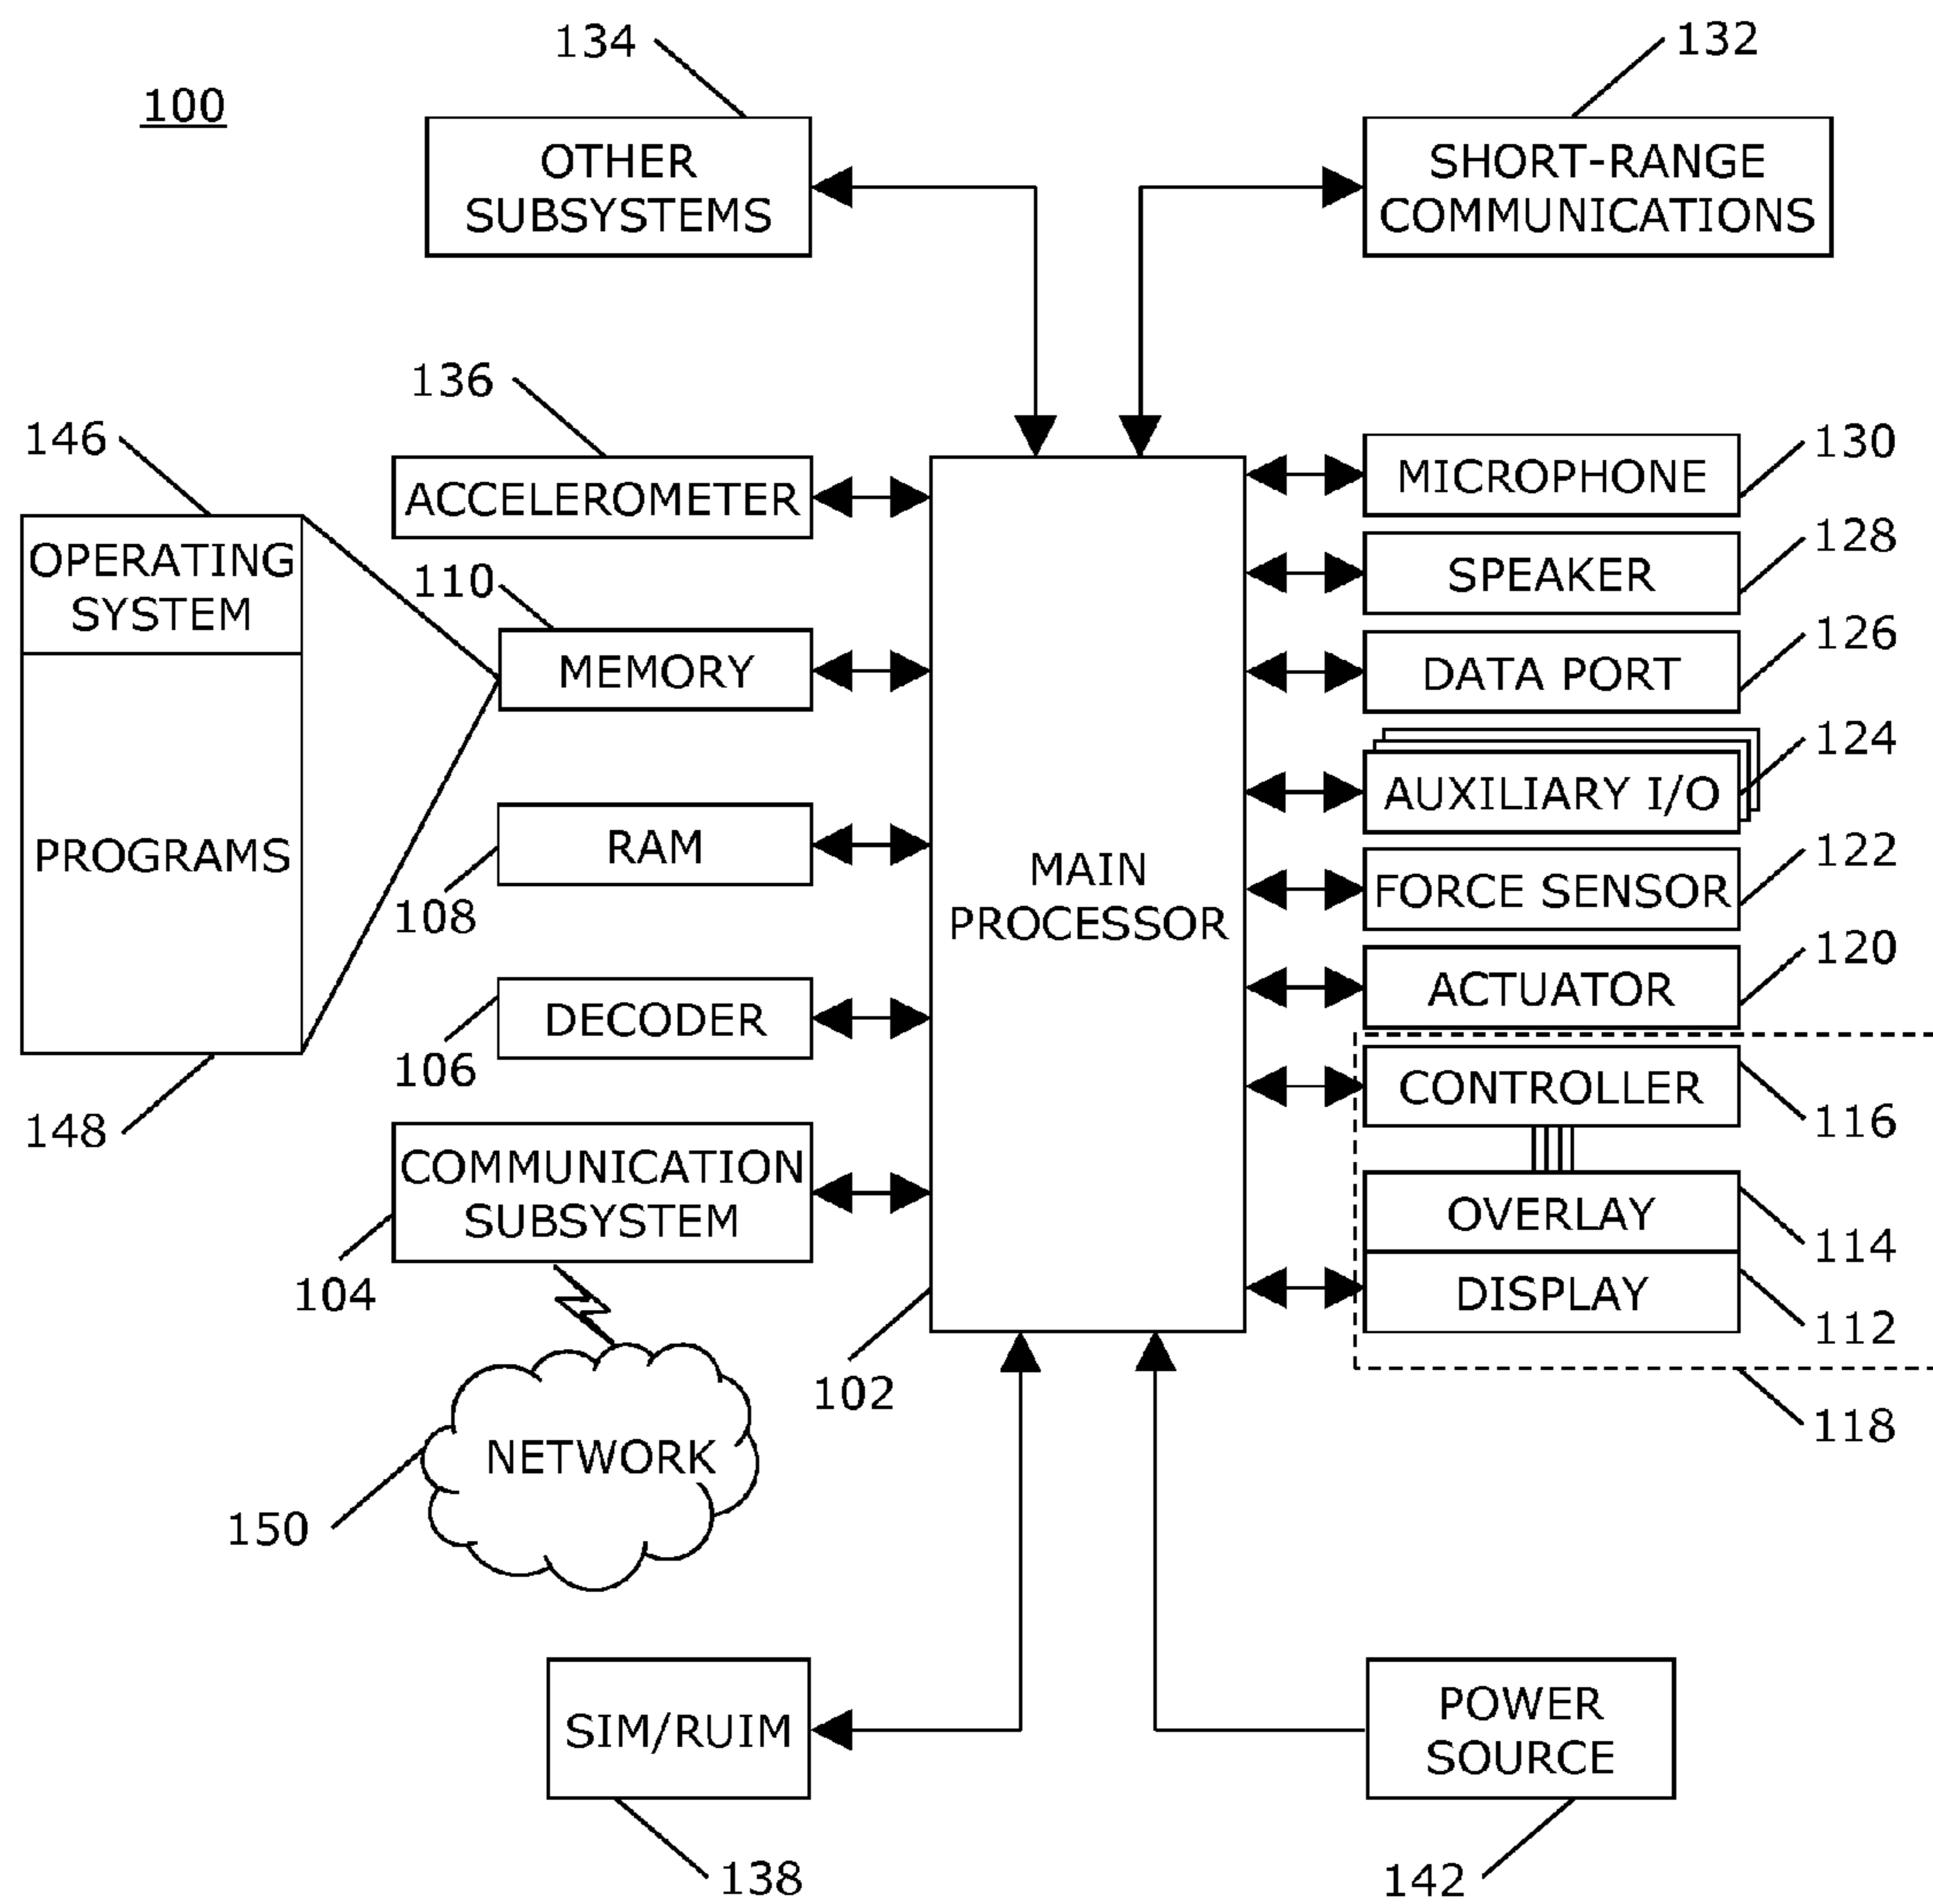 134
132
100
OTHER
SUBSYSTEMS
SHORT-RANGE
COMMUNICATIONS
136
146
ACCELEROMETER
MICROPHONE
130
OPERATING
SYSTEM
110
SPEAKER
128
MEMORY
DATA PORT
126
AUXILIARY I/O
124
PROGRAMS
RAM
108
MAIN
PROCESSOR
FORCE SENSOR
122
ACTUATOR
120
DECODER
106
CONTROLLER
116
148
COMMUNICATION
SUBSYSTEM
104
OVERLAY
114
DISPLAY
112
102
118
NETWORK
150
SIM/RUIM
138
POWER
SOURCE
142